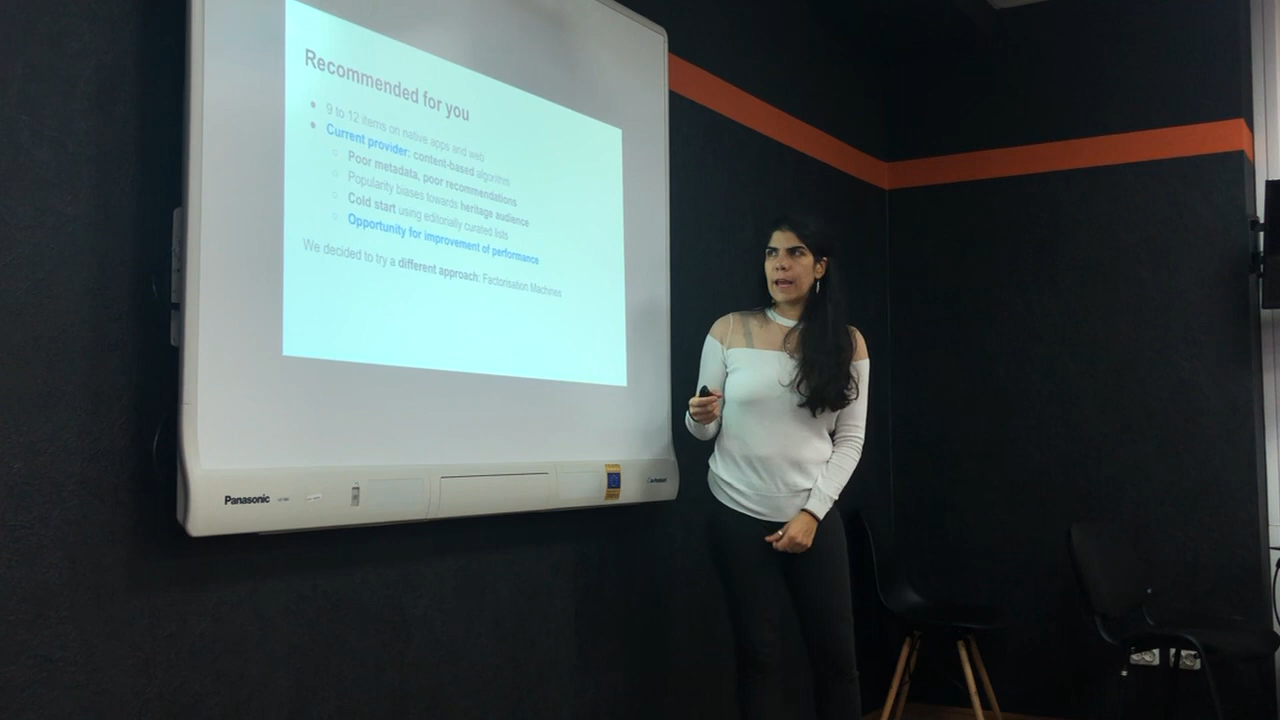 Recommended for you
9 to 12 items on native apps and web
Current provider: content-based algorithm
Poor metadata, poor recommendations
Popularity biases towards heritage audience
Cold start using editorially curated lists
Opportunity for improvement of performance
We decided to try a different approach: Factorisation Machines
Panasonic